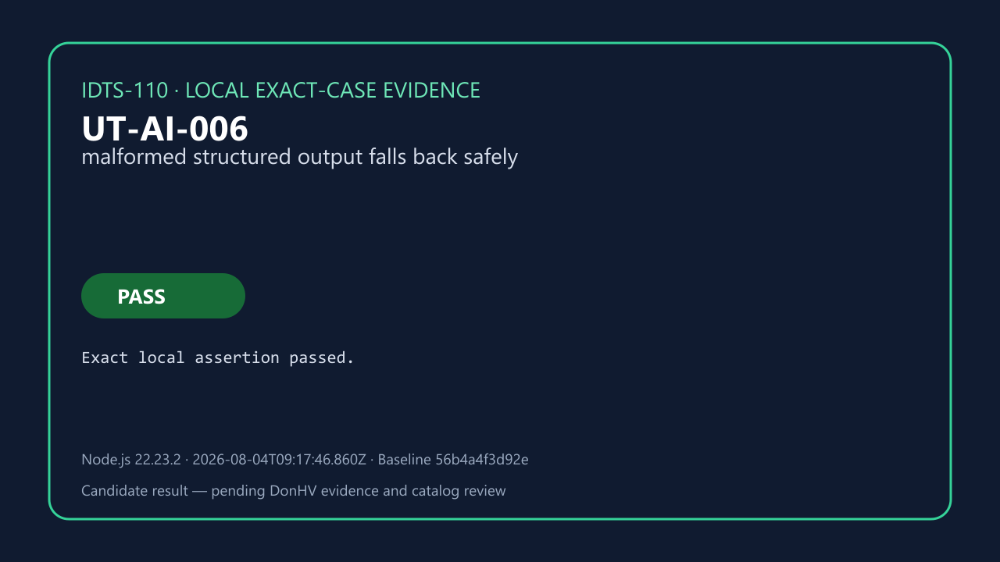 IDTS-110 · LOCAL EXACT-CASE EVIDENCE
UT-AI-006
malformed structured output falls back safely
PASS
Exact local assertion passed.
Node.js 22.23.2 · 2026-08-04T09:17:46.860Z · Baseline 56b4a4f3d92e
Candidate result — pending DonHV evidence and catalog review